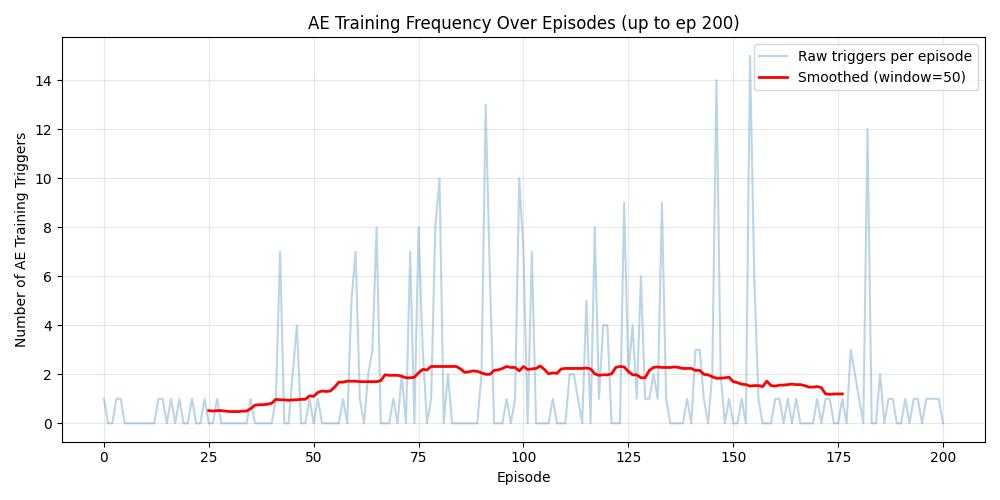 AE Training Frequency Over Episodes (up to ep 200)
Raw triggers per episode
Smoothed (window=50)
Number of AE Training Triggers
14
12
10
8
6
4
2
0
0 25 50 75 100 125 150 175 200
Episode